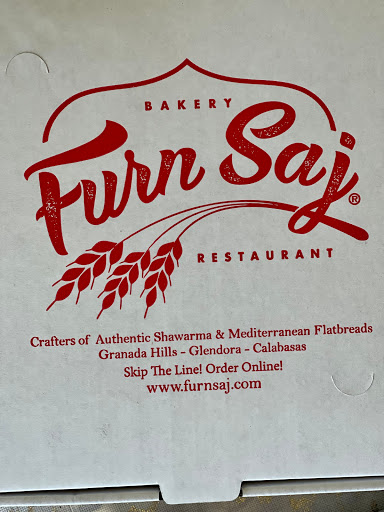 BAKERY
Furn Saj®
RESTAURANT
Crafters of Authentic Shawarma & Mediterranean Flatbreads
Granada Hills - Glendora - Calabasas
Skip The Line! Order Online!
www.furnsaj.com